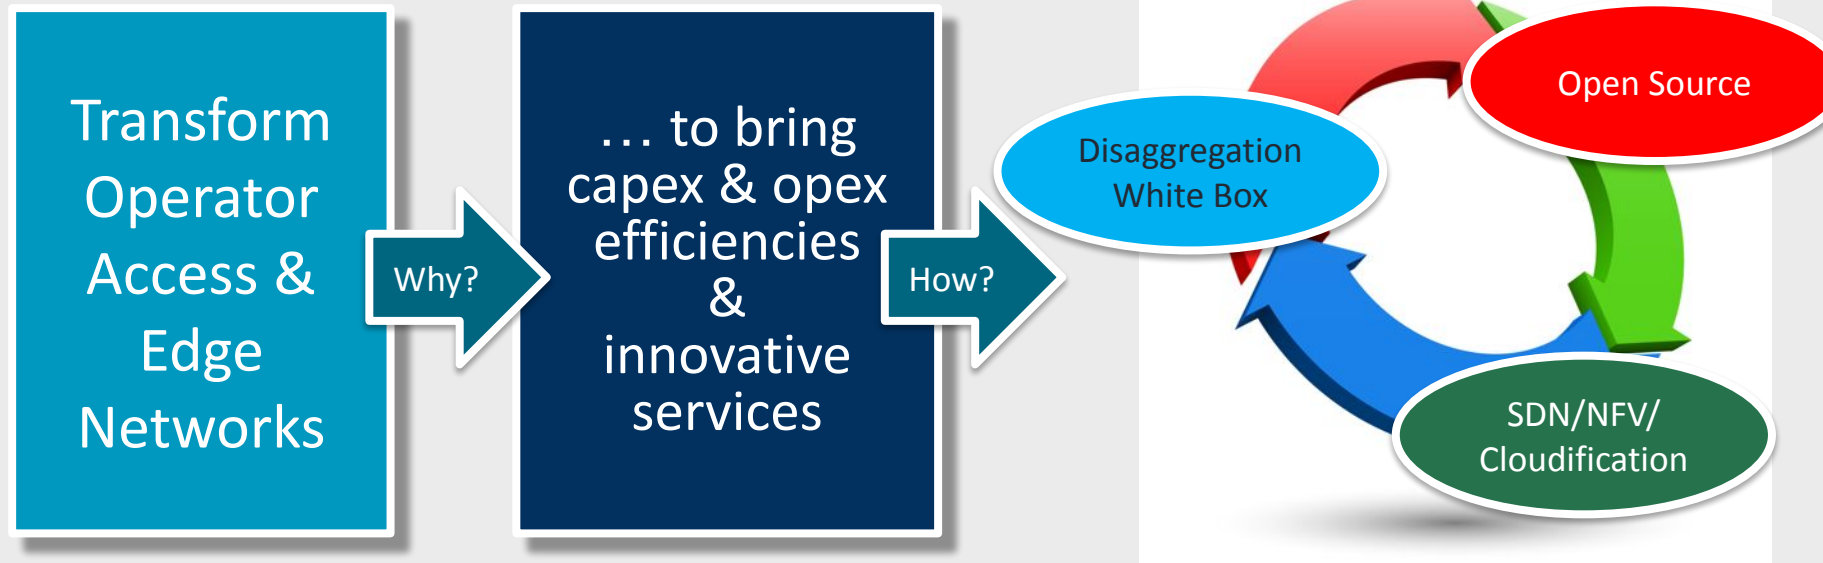 Transform
Operator
Access &
Edge
Networks
Why?
... to bring
capex & opex
efficiencies
&
innovative
services
How?
Disaggregation
White Box
Open Source
SDN/NFV/
Cloudification